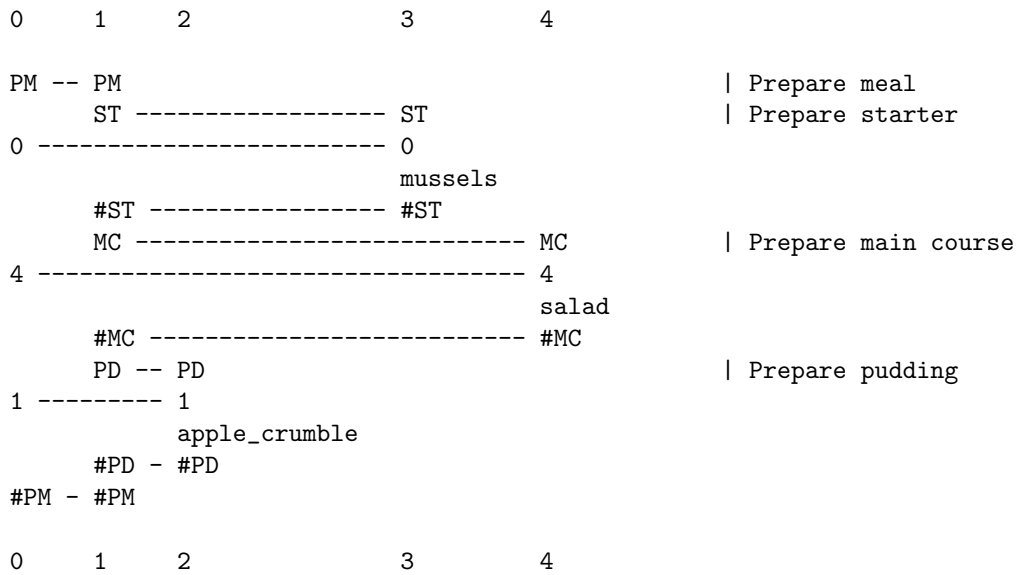 0     1     2               3         4
PM -- PM                                           | Prepare meal
      ST ------------------ ST                     | Prepare starter
0 ------------------------- 0
                            mussels
      #ST ----------------- #ST
      MC ---------------------------- MC           | Prepare main course
4 ----------------------------------- 4
                                      salad
      #MC --------------------------- #MC
      PD -- PD                                     | Prepare pudding
1 --------- 1
            apple_crumble
      #PD - #PD
#PM - #PM
0     1     2               3         4